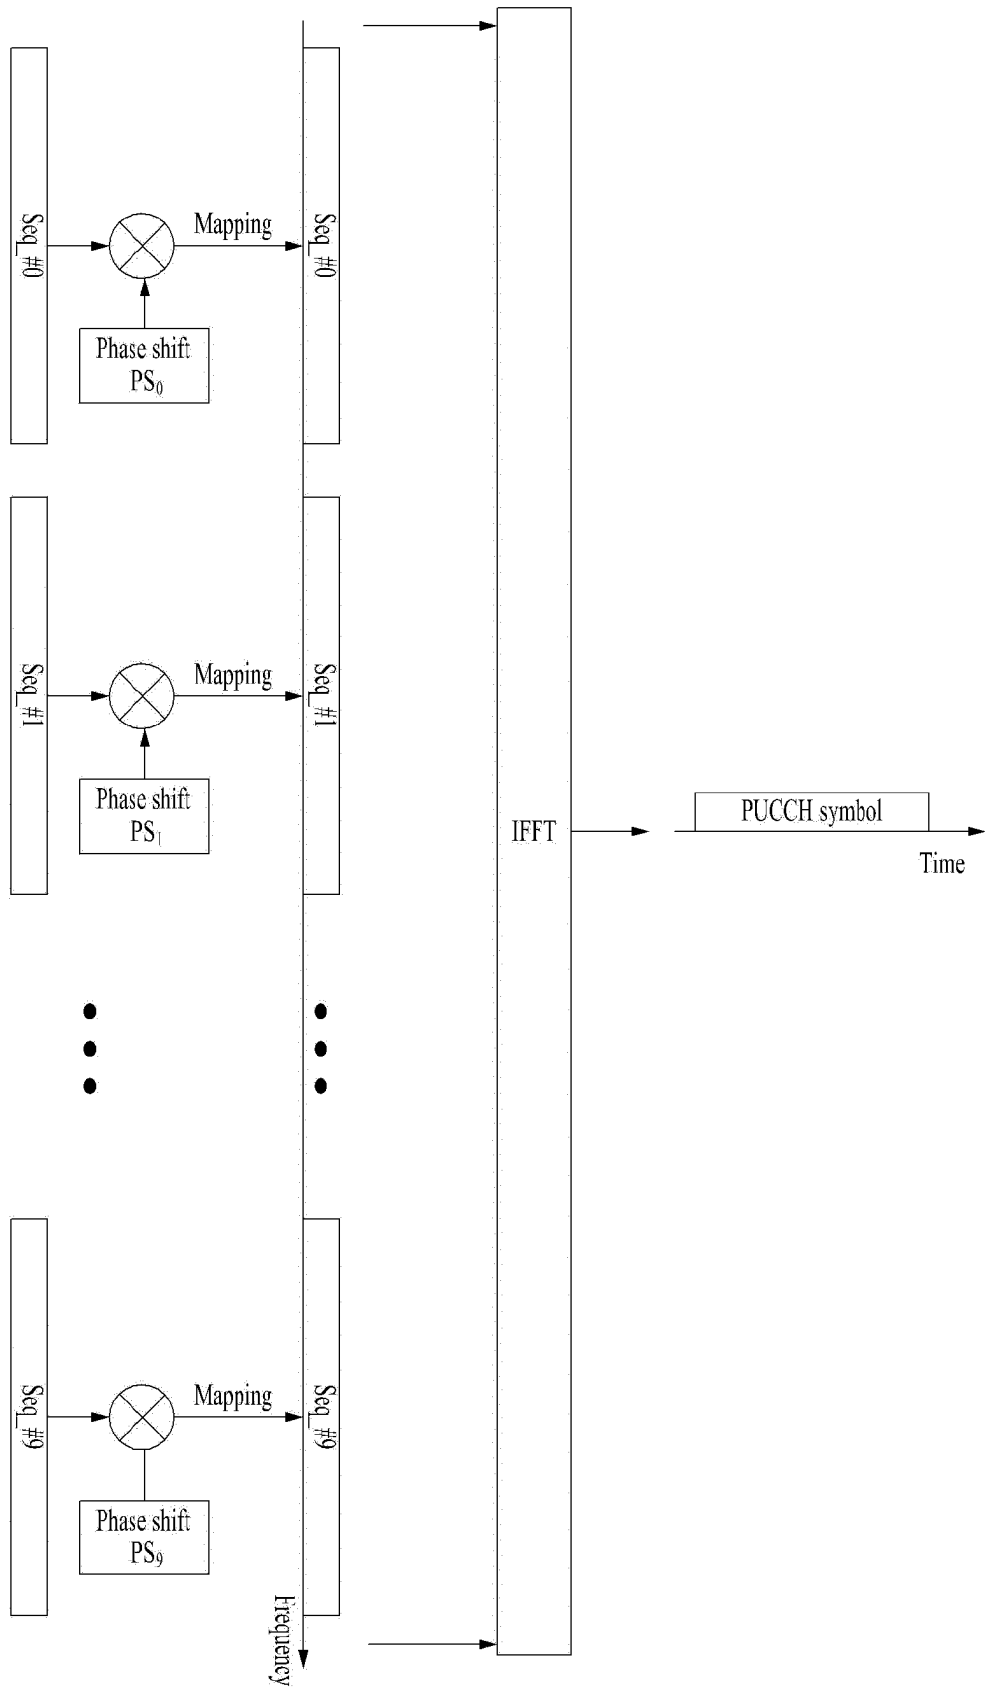 Seq_#0
Mapping
Seq_#0
Phase shift
PS0
Seq_#1
Mapping
Seq_#1
Phase shift
PS1
IFFT
PUCCH symbol
Time
Seq_#9
Mapping
Seq_#9
Phase shift
PS9
Frequency